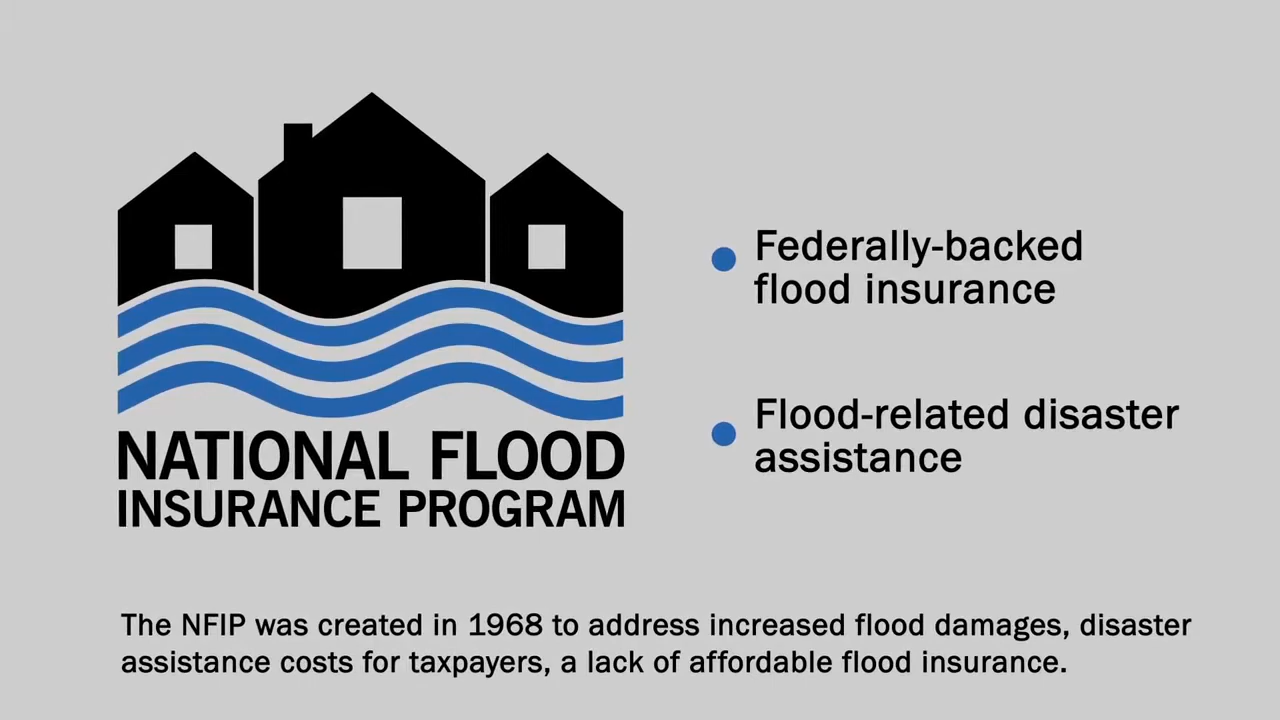 NATIONAL FLOOD
INSURANCE PROGRAM
Federally-backed
flood insurance
Flood-related disaster
assistance
The NFIP was created in 1968 to address increased flood damages, disaster
assistance costs for taxpayers, a lack of affordable flood insurance.